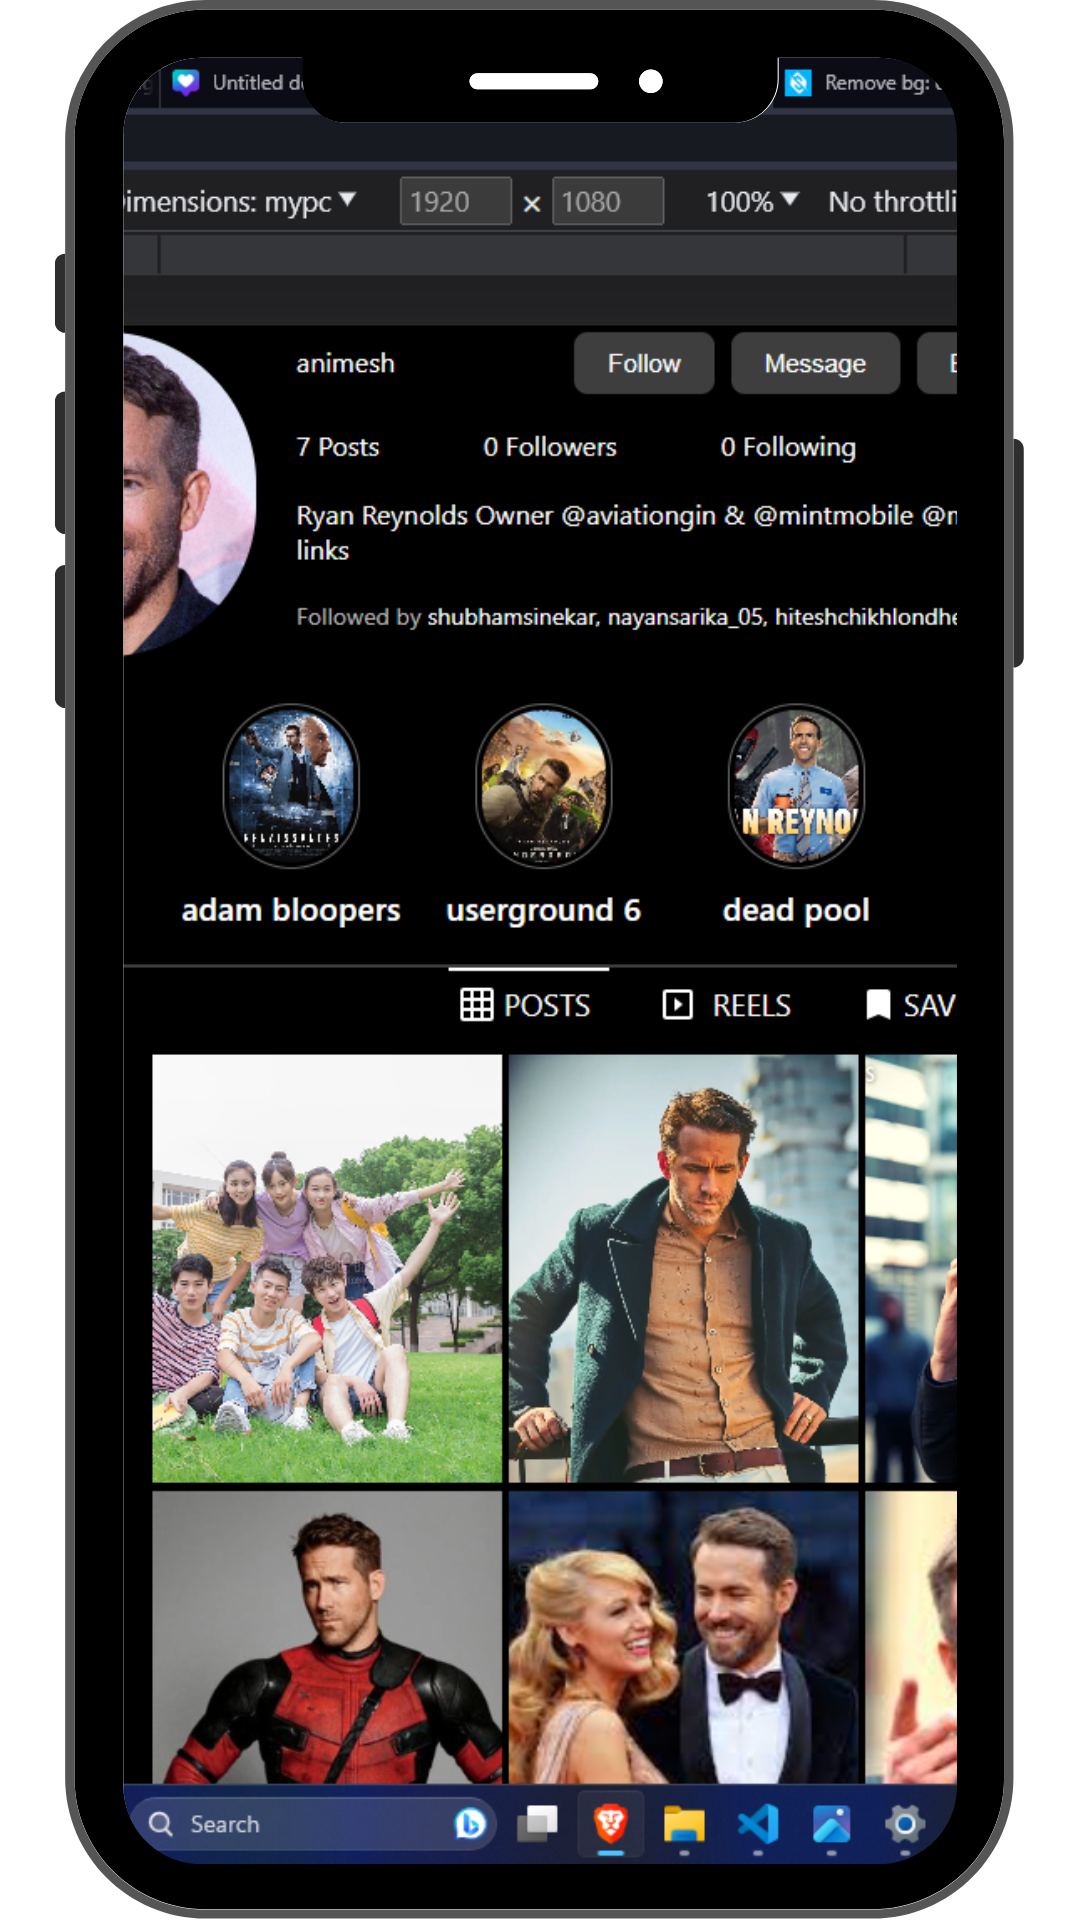 Untitled d
Remove bg:
imensions: mypc
1920 × 1080
100%
No throttli
animesh
Follow
Message
7 Posts
0 Followers
0 Following
Ryan Reynolds Owner @aviationgin & @mintmobile @
links
Followed by shubhamsinekar, nayansarika_05, hiteshchikhlondhe
N REYNO
adam bloopers
userground 6
dead pool
POSTS
REELS
SAV
S
Search